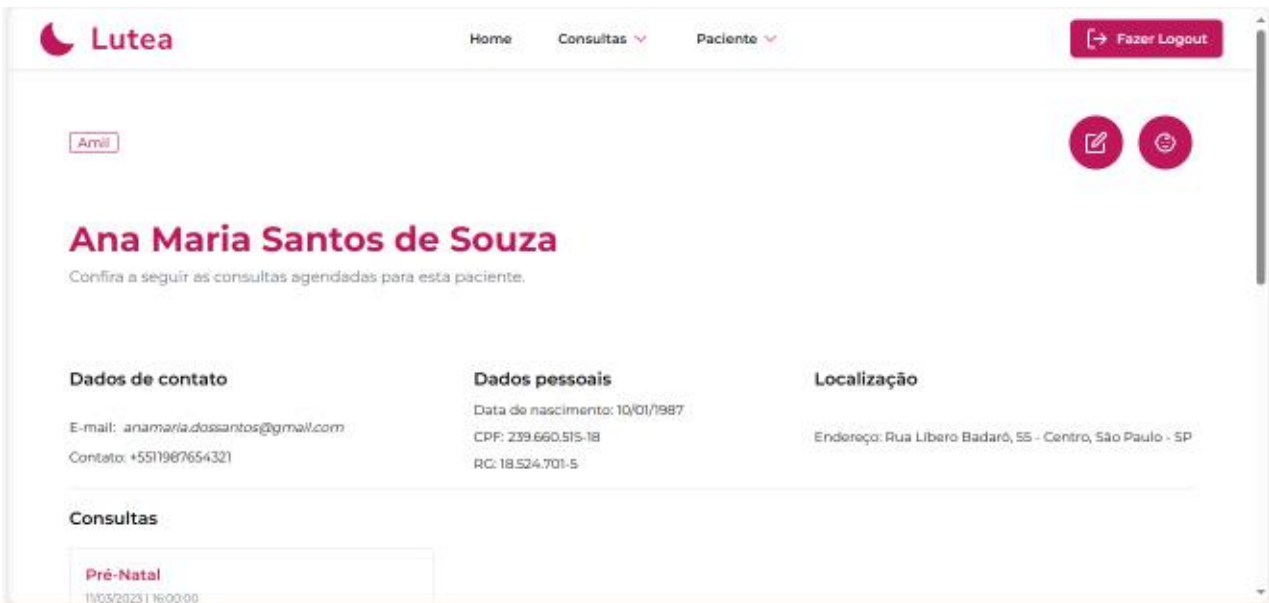 Lutea
Home Consultas Paciente Fazer Logout
Amil
Ana Maria Santos de Souza
Confira a seguir as consultas agendadas para esta paciente.
Dados de contato
E-mail: anamaria.dossantos@gmail.com
Contato: +5511987654321
Dados pessoais
Data de nascimento: 10/01/1987
CPF: 239.660.515-18
RG: 18.524.701-5
Localização
Endereço: Rua Líbero Badaró, 55 - Centro, São Paulo - SP
Consultas
Pré-Natal
11/03/2023 | 16:00:00